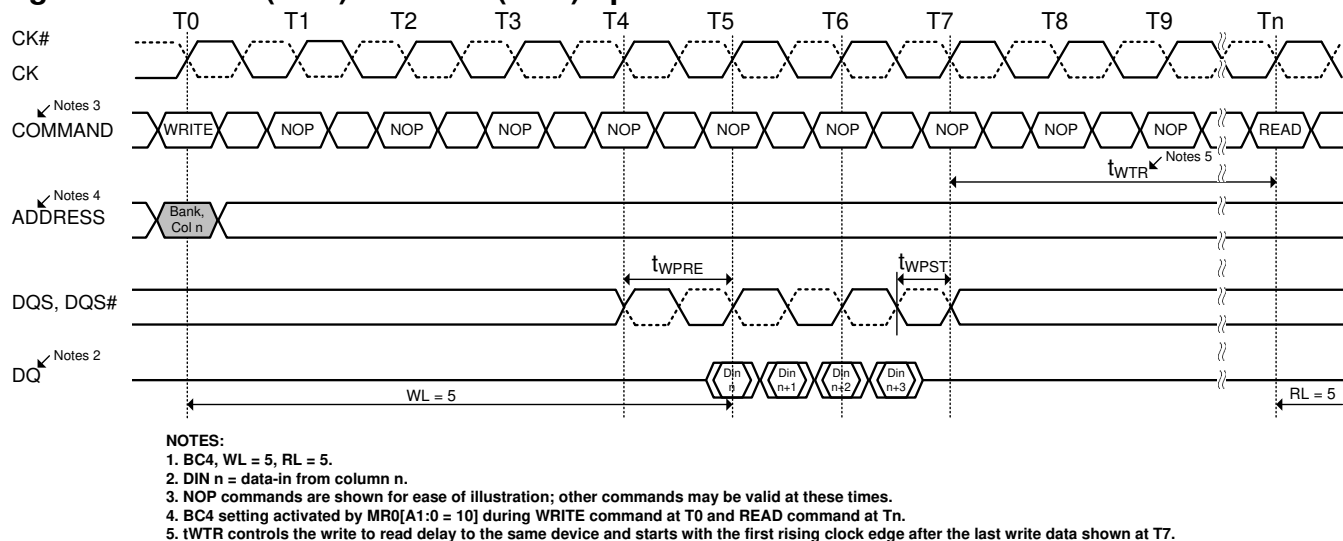 T0 T1 T2 T3 T4 T5 T6 T7 T8 T9 Tn
CK#
CK
Notes 3
COMMAND
WRITE NOP NOP NOP NOP NOP NOP NOP NOP NOP READ
tWTR Notes 5
Notes 4
ADDRESS
Bank,
Col n
tWPRE tWPST
DQS, DQS#
Notes 2
DQ
Din n
Din n+1
Din n+2
Din n+3
WL = 5
RL = 5
NOTES:
1. BC4, WL = 5, RL = 5.
2. DIN n = data-in from column n.
3. NOP commands are shown for ease of illustration; other commands may be valid at these times.
4. BC4 setting activated by MR0[A1:0 = 10] during WRITE command at T0 and READ command at Tn.
5. tWTR controls the write to read delay to the same device and starts with the first rising clock edge after the last write data shown at T7.